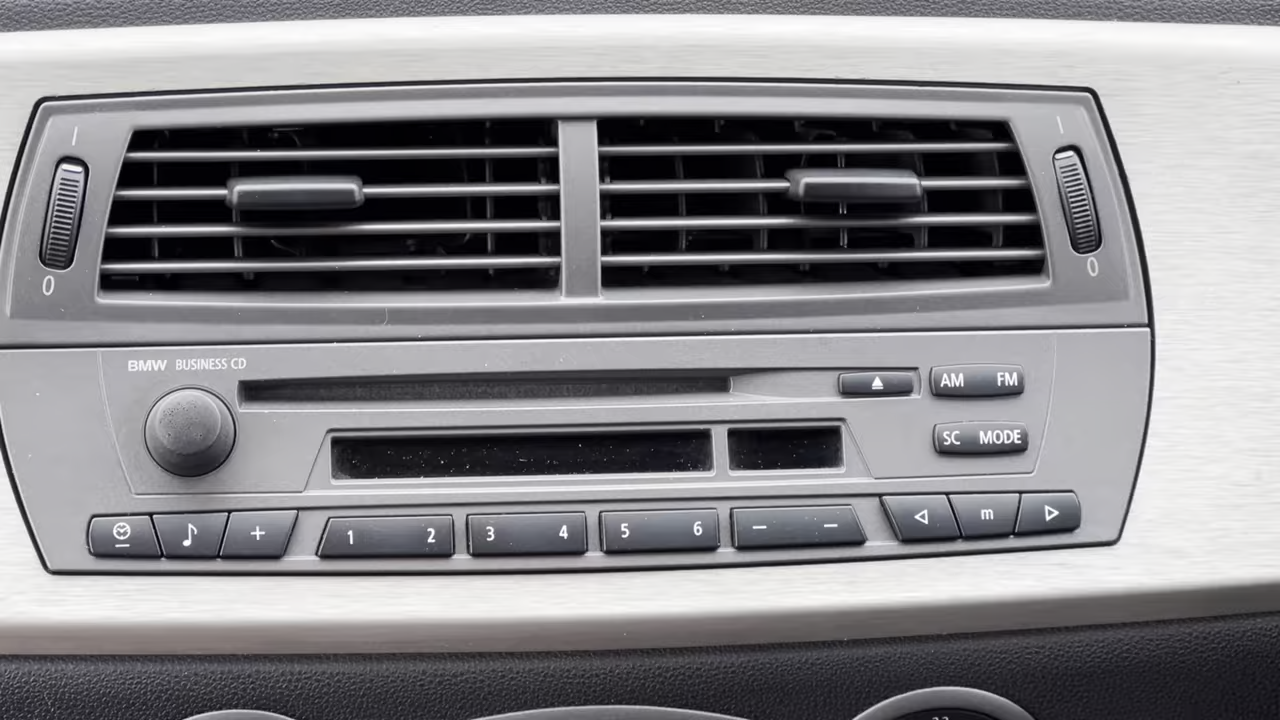 I I
0 0
BMW BUSINESS CD
AM FM
SC MODE
+ 1 2 3 4 5 6 — — m